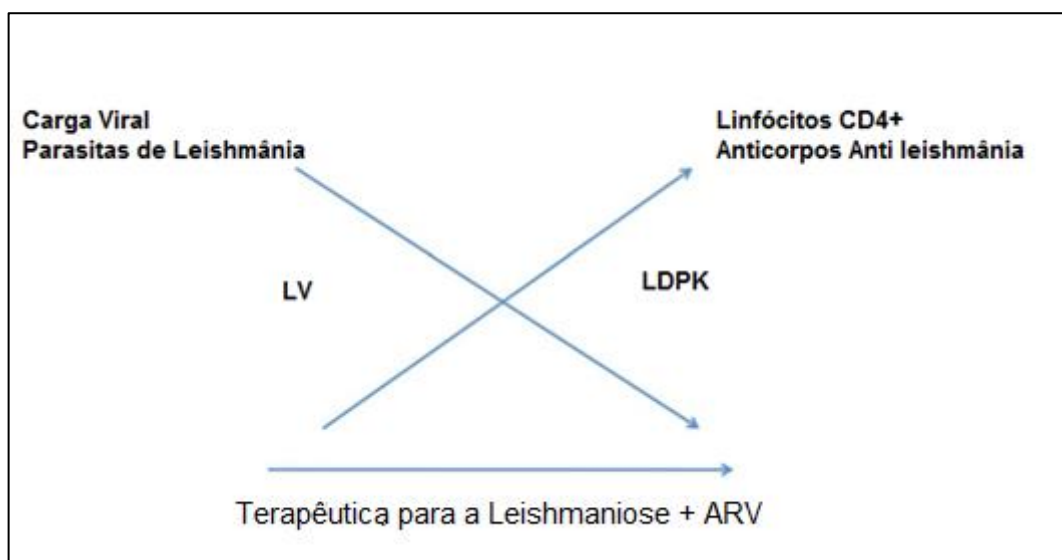 Carga Viral
Parasitas de Leishmânia
Linfócitos CD4+
Anticorpos Anti leishmânia
LV
LDPK
Terapêutica para a Leishmaniose + ARV